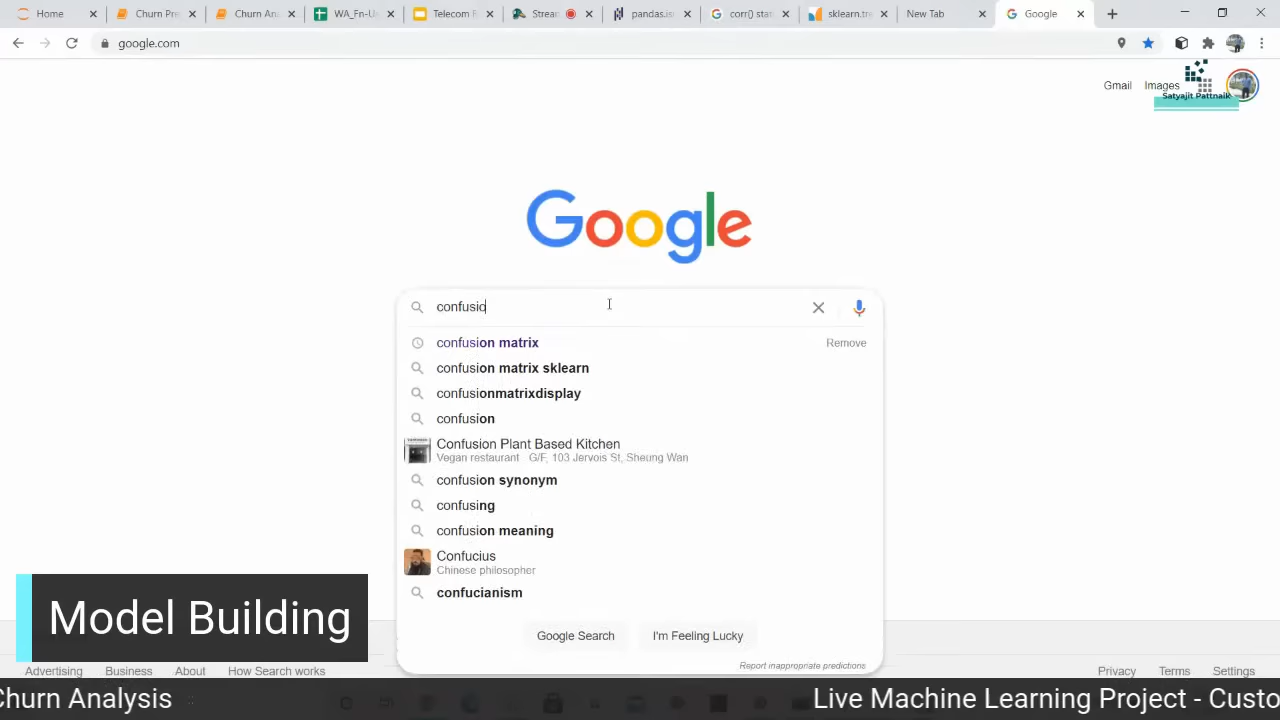 Home
Churn Pre
Churn An
WA_Fn-Us
Telecom
Stream
pandas.
corr() sta
sklearn.tre
New Tab
Google
google.com
Gmail
Images
Satyajit Pattnaik
Google
confusio
confusion matrix
Remove
confusion matrix sklearn
confusionmatrixdisplay
confusion
Confusion Plant Based Kitchen
Vegan restaurant G/F, 103 Jervois St, Sheung Wan
confusion synonym
confusing
confusion meaning
Confucius
Chinese philosopher
confucianism
Google Search
I'm Feeling Lucky
Report inappropriate predictions
Model Building
Advertising
Business
About
How Search works
Privacy
Terms
Settings
Churn Analysis
Live Machine Learning Project - Custo